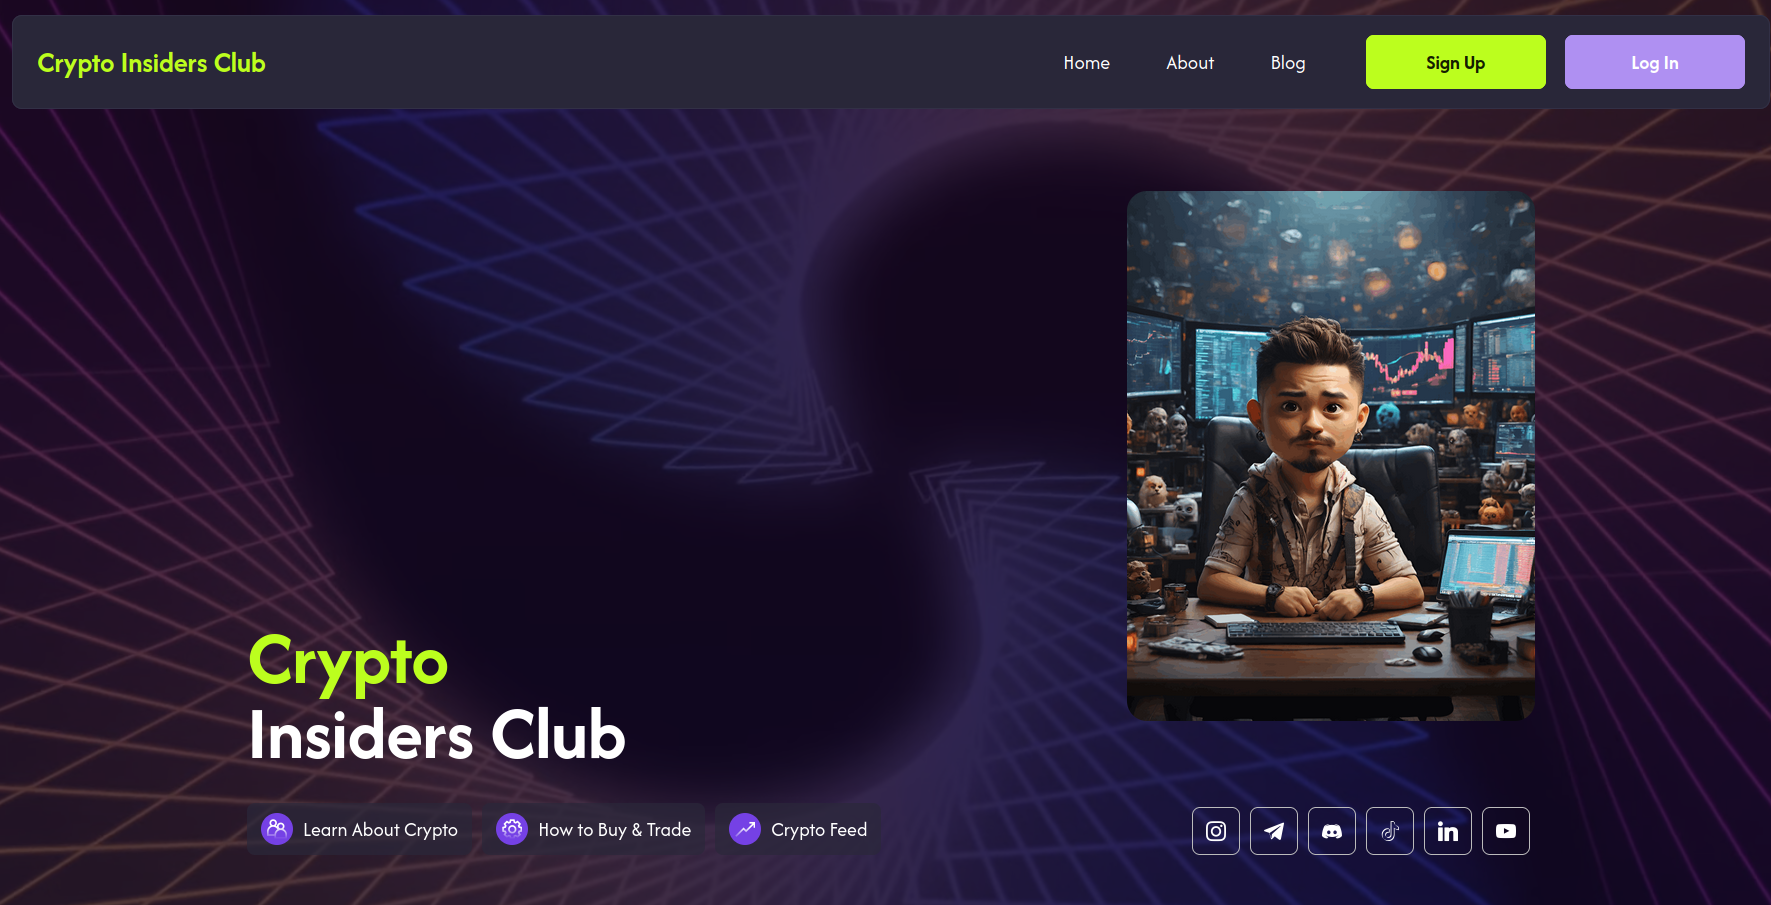 Crypto Insiders Club
Home
About
Blog
Sign Up
Log In
Crypto
Insiders Club
Learn About Crypto
How to Buy & Trade
Crypto Feed